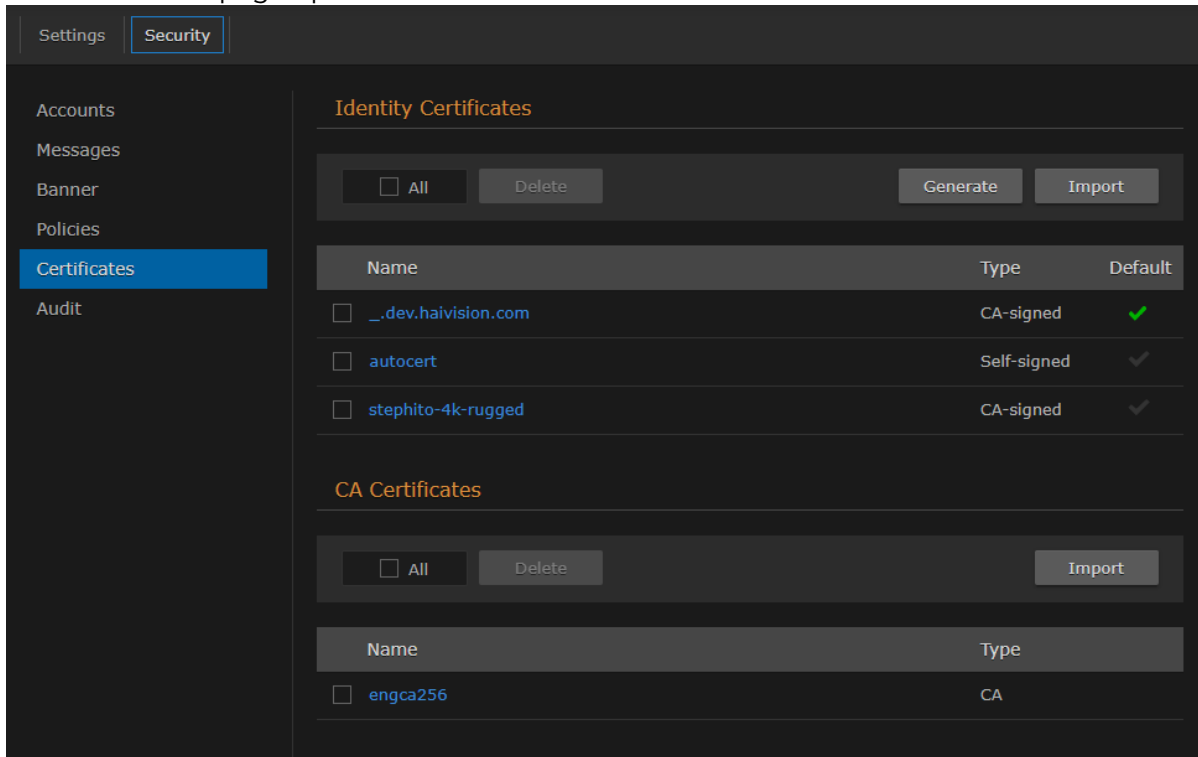 Settings Security
Accounts
Messages
Banner
Policies
Certificates
Audit
Identity Certificates
All Delete Generate Import
Name Type Default
_.dev.haivision.com CA-signed
autocert Self-signed
stephito-4k-rugged CA-signed
CA Certificates
All Delete Import
Name Type
engca256 CA